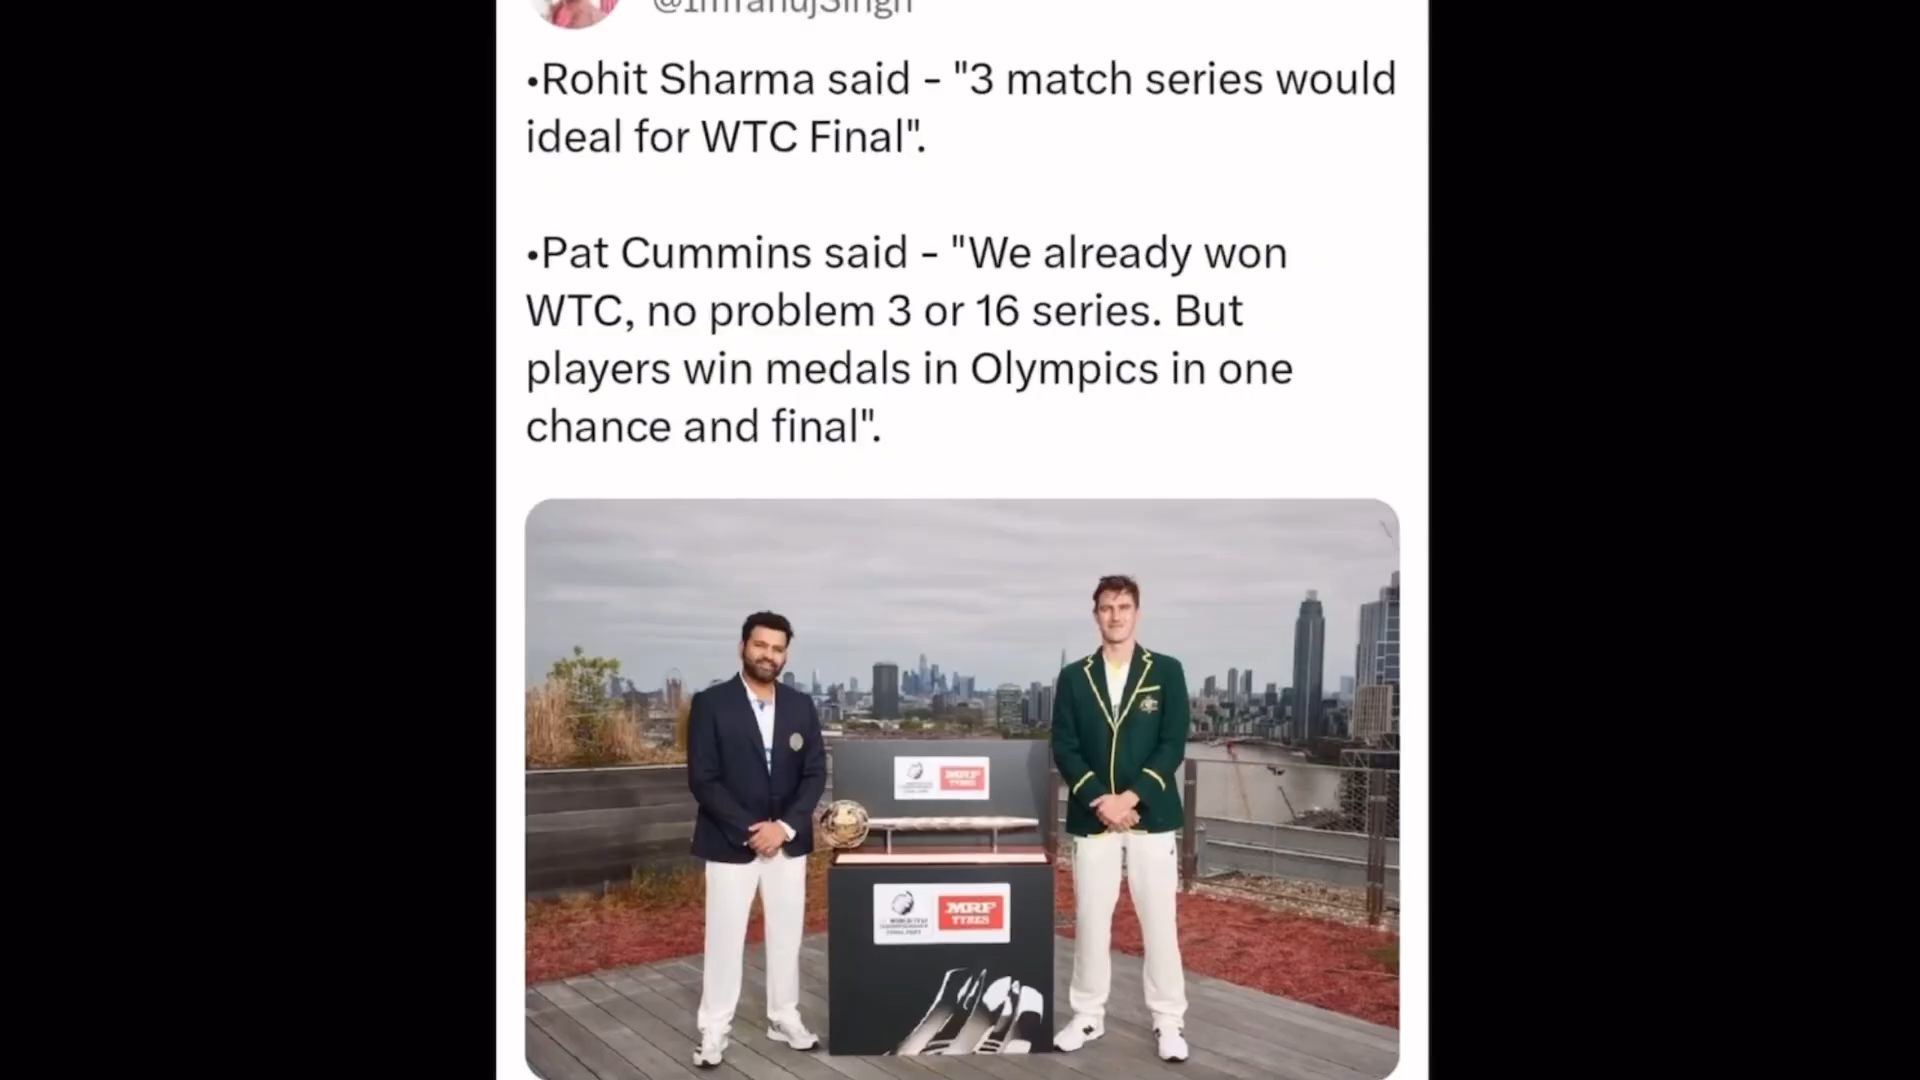 •Rohit Sharma said - "3 match series would
ideal for WTC Final".
•Pat Cummins said - "We already won
WTC, no problem 3 or 16 series. But
players win medals in Olympics in one
chance and final".
MRF
TYRES
MRF
TYRES